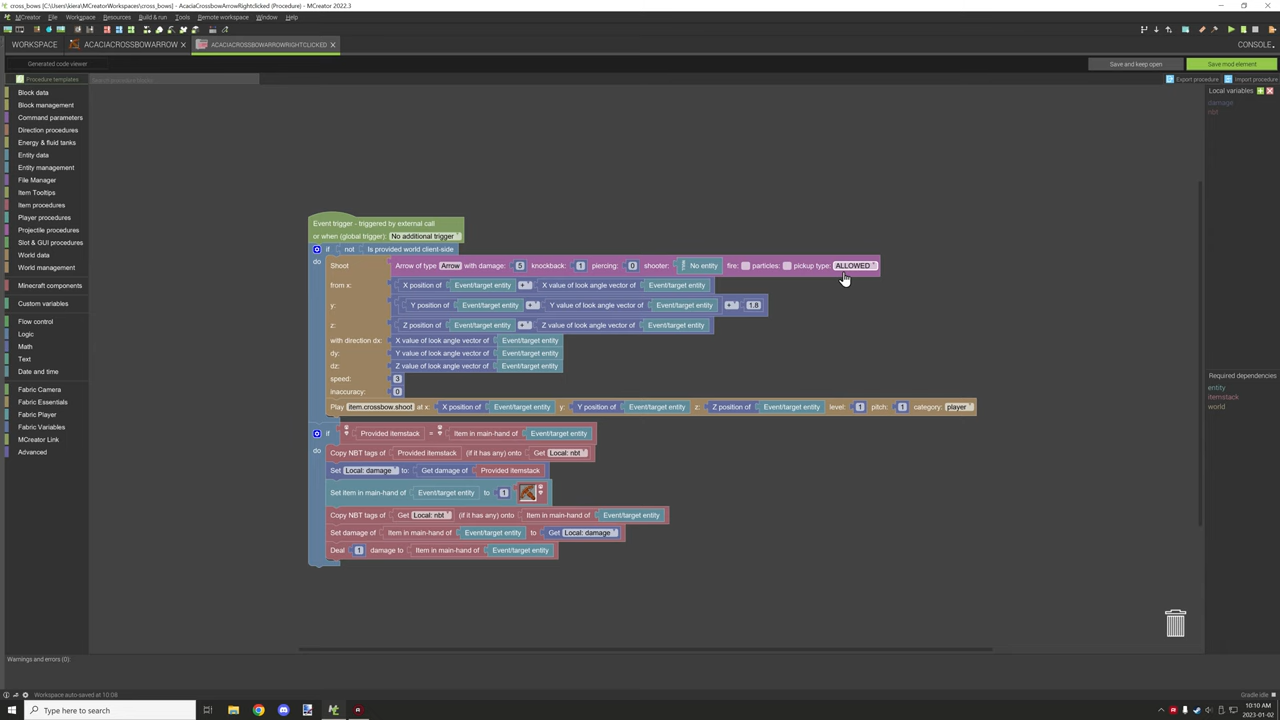 cross_bows [C:\Users\kiera\MCreatorWorkspaces\cross_bows] - AcaciaCrossbowArrowRightclicked (Procedure) - MCreator 2022.3
MCreator File Workspace Resources Build & run Tools Remote workspace Window Help
WORKSPACE ACACIACROSSBOWARROW ACACIACROSSBOWARROWRIGHTCLICKED CONSOLE
Generated code viewer Save and keep open Save mod element
Procedure templates Export procedure Import procedure
Local variables
damage
nbt
Block data
Block management
Command parameters
Direction procedures
Energy & fluid tanks
Entity data
Entity management
File Manager
Item Tooltips
Item procedures
Player procedures
Projectile procedures
Slot & GUI procedures
World data
World management
Minecraft components
Custom variables
Flow control
Logic
Math
Text
Date and time
Fabric Camera
Fabric Essentials
Fabric Player
Fabric Variables
MCreator Link
Advanced
Event trigger - triggered by external call
or when (global trigger): No additional trigger
if not Is provided world client-side
do Shoot Arrow of type Arrow with damage: 5 knockback: 1 piercing: 0 shooter: No entity fire: particles: pickup type: ALLOWED
from x: X position of Event/target entity + X value of look angle vector of Event/target entity
y: Y position of Event/target entity + Y value of look angle vector of Event/target entity + 1.8
z: Z position of Event/target entity + Z value of look angle vector of Event/target entity
with direction dx: X value of look angle vector of Event/target entity
dy: Y value of look angle vector of Event/target entity
dz: Z value of look angle vector of Event/target entity
speed: 3
inaccuracy: 0
Play item.crossbow.shoot at x: X position of Event/target entity y: Y position of Event/target entity z: Z position of Event/target entity level: 1 pitch: 1 category: player
if Provided itemstack = Item in main-hand of Event/target entity
do Copy NBT tags of Provided itemstack (if it has any) onto Get Local: nbt
Set Local: damage to: Get damage of Provided itemstack
Set item in main-hand of Event/target entity to 1
Copy NBT tags of Get Local: nbt (if it has any) onto Item in main-hand of Event/target entity
Set damage of Item in main-hand of Event/target entity to Get Local: damage
Deal 1 damage to Item in main-hand of Event/target entity
Required dependencies
entity
itemstack
world
Warnings and errors (0)
Workspace auto-saved at 10:08 Gradle idle
Type here to search
10:10 AM
2023-01-02